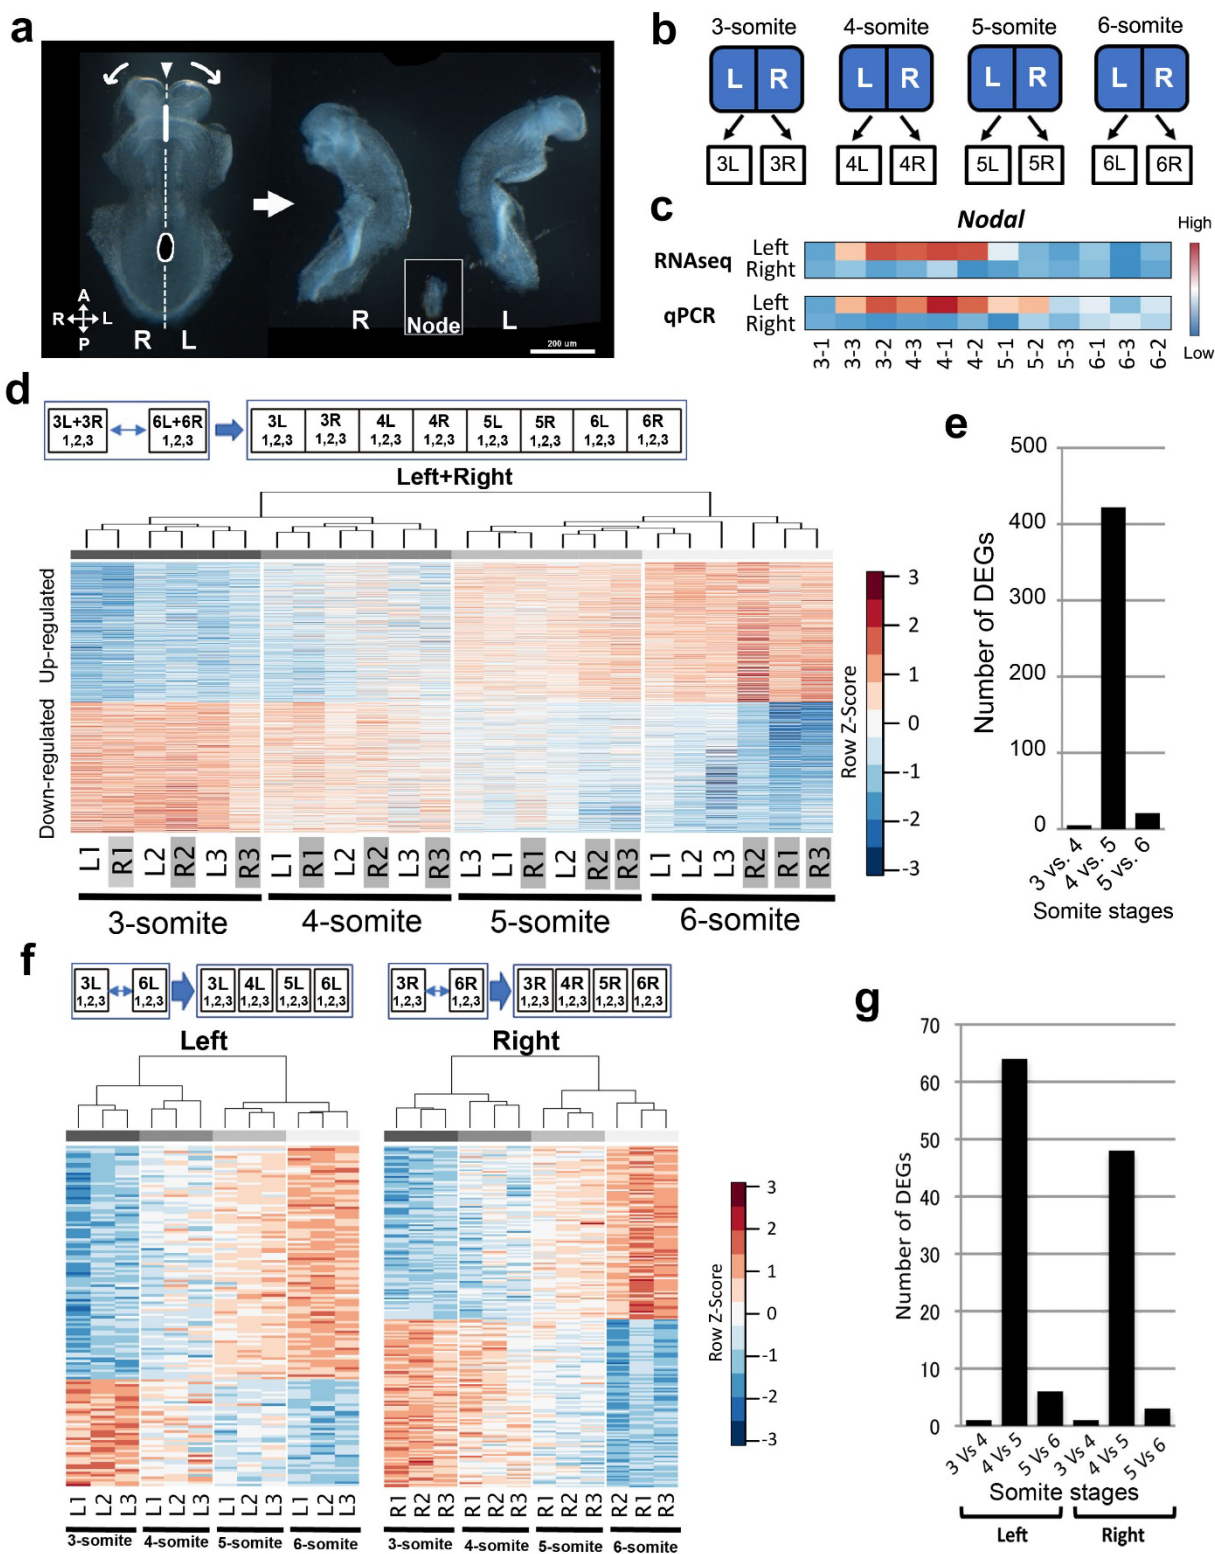 a
A
R
L
P
R L
R
Node
L
200 um
b
3-somite 4-somite 5-somite 6-somite
L R L R L R L R
3L 3R 4L 4R 5L 5R 6L 6R
c
Nodal
High
Low
RNAseq
Left
Right
qPCR
Left
Right
3-1 3-3 3-2 4-3 4-1 4-2 5-1 5-2 5-3 6-1 6-3 6-2
d
3L+3R 6L+6R 3L 3R 4L 4R 5L 5R 6L 6R
1,2,3 1,2,3 1,2,3 1,2,3 1,2,3 1,2,3 1,2,3 1,2,3 1,2,3 1,2,3
Left+Right
Up-regulated
Down-regulated
L1 R1 L2 R2 L3 R3 L1 R1 L2 R2 L3 R3 L3 L1 R1 L2 R2 R3 L1 L2 L3 R2 R1 R3
3-somite 4-somite 5-somite 6-somite
Row Z-Score
3
2
1
0
-1
-2
-3
e
Number of DEGs
500
400
300
200
100
0
3 vs. 4 4 vs. 5 5 vs. 6
Somite stages
f
3L 6L 3L 4L 5L 6L
1,2,3 1,2,3 1,2,3 1,2,3 1,2,3 1,2,3
Left
L1 L2 L3 L1 L2 L3 L1 L2 L3 L1 L2 L3
3-somite 4-somite 5-somite 6-somite
3R 6R 3R 4R 5R 6R
1,2,3 1,2,3 1,2,3 1,2,3 1,2,3 1,2,3
Right
R1 R2 R3 R1 R2 R3 R1 R2 R3 R2 R1 R3
3-somite 4-somite 5-somite 6-somite
Row Z-Score
3
2
1
0
-1
-2
-3
g
Number of DEGs
70
60
50
40
30
20
10
0
3 Vs 4 4 Vs 5 5 Vs 6 3 Vs 4 4 Vs 5 5 Vs 6
Somite stages
Left Right